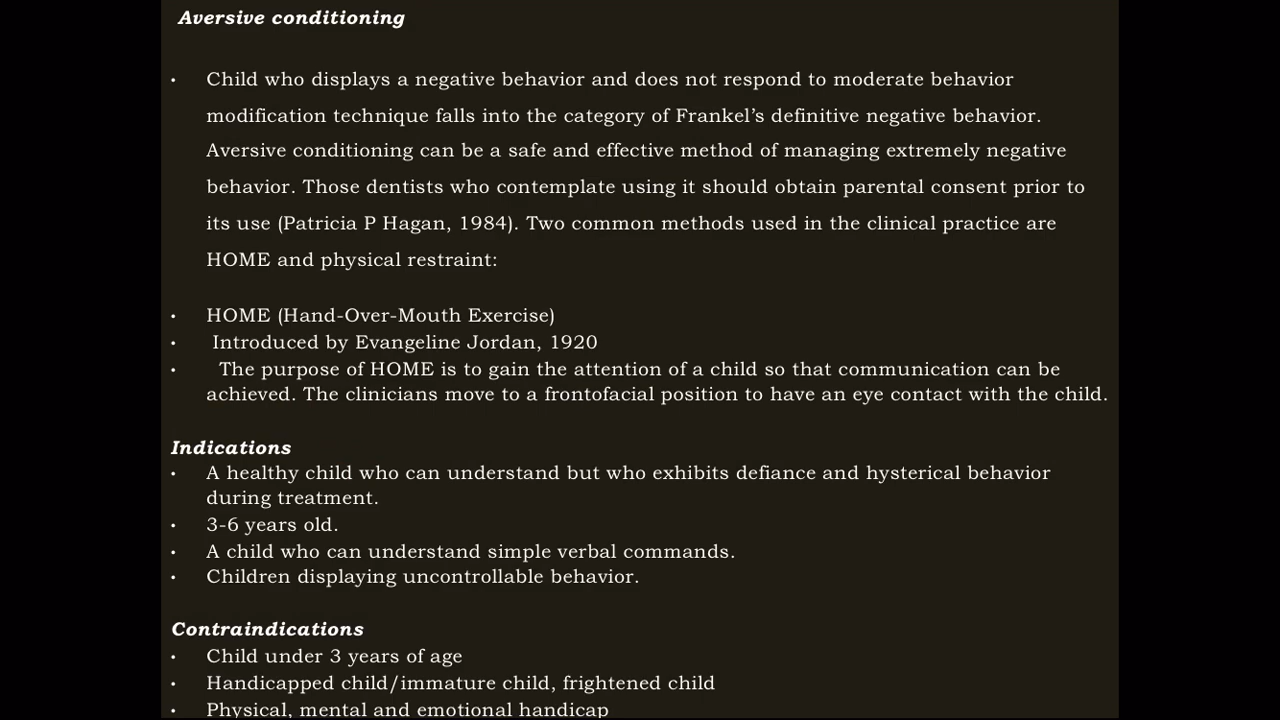 Aversive conditioning
• Child who displays a negative behavior and does not respond to moderate behavior
modification technique falls into the category of Frankel’s definitive negative behavior.
Aversive conditioning can be a safe and effective method of managing extremely negative
behavior. Those dentists who contemplate using it should obtain parental consent prior to
its use (Patricia P Hagan, 1984). Two common methods used in the clinical practice are
HOME and physical restraint:
• HOME (Hand-Over-Mouth Exercise)
• Introduced by Evangeline Jordan, 1920
• The purpose of HOME is to gain the attention of a child so that communication can be
achieved. The clinicians move to a frontofacial position to have an eye contact with the child.
Indications
• A healthy child who can understand but who exhibits defiance and hysterical behavior
during treatment.
• 3-6 years old.
• A child who can understand simple verbal commands.
• Children displaying uncontrollable behavior.
Contraindications
• Child under 3 years of age
• Handicapped child/immature child, frightened child
• Physical, mental and emotional handicap